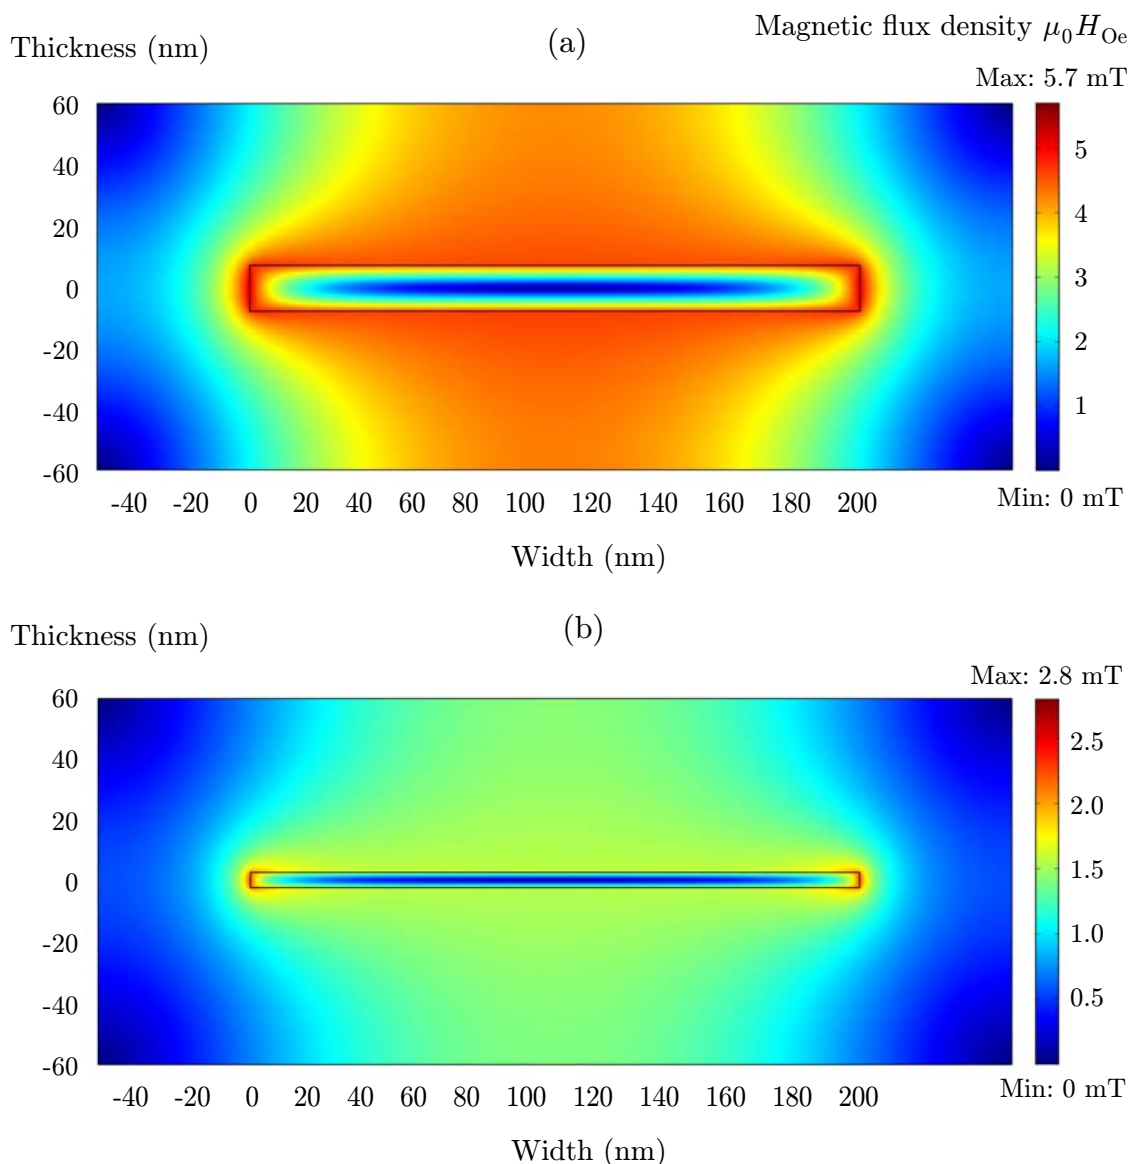 Magnetic flux density μ₀H_Oe
Thickness (nm)
(a)
Max: 5.7 mT
60
40
20
0
-20
-40
-60
5
4
3
2
1
Min: 0 mT
-40 -20 0 20 40 60 80 100 120 140 160 180 200
Width (nm)
Thickness (nm)
(b)
Max: 2.8 mT
60
40
20
0
-20
-40
-60
2.5
2.0
1.5
1.0
0.5
Min: 0 mT
-40 -20 0 20 40 60 80 100 120 140 160 180 200
Width (nm)